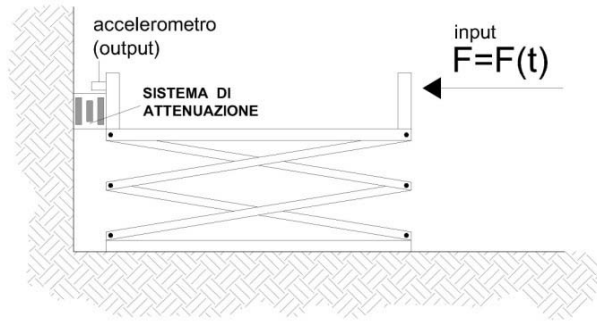 accelerometro
(output)
SISTEMA DI
ATTENUAZIONE
input
F=F(t)